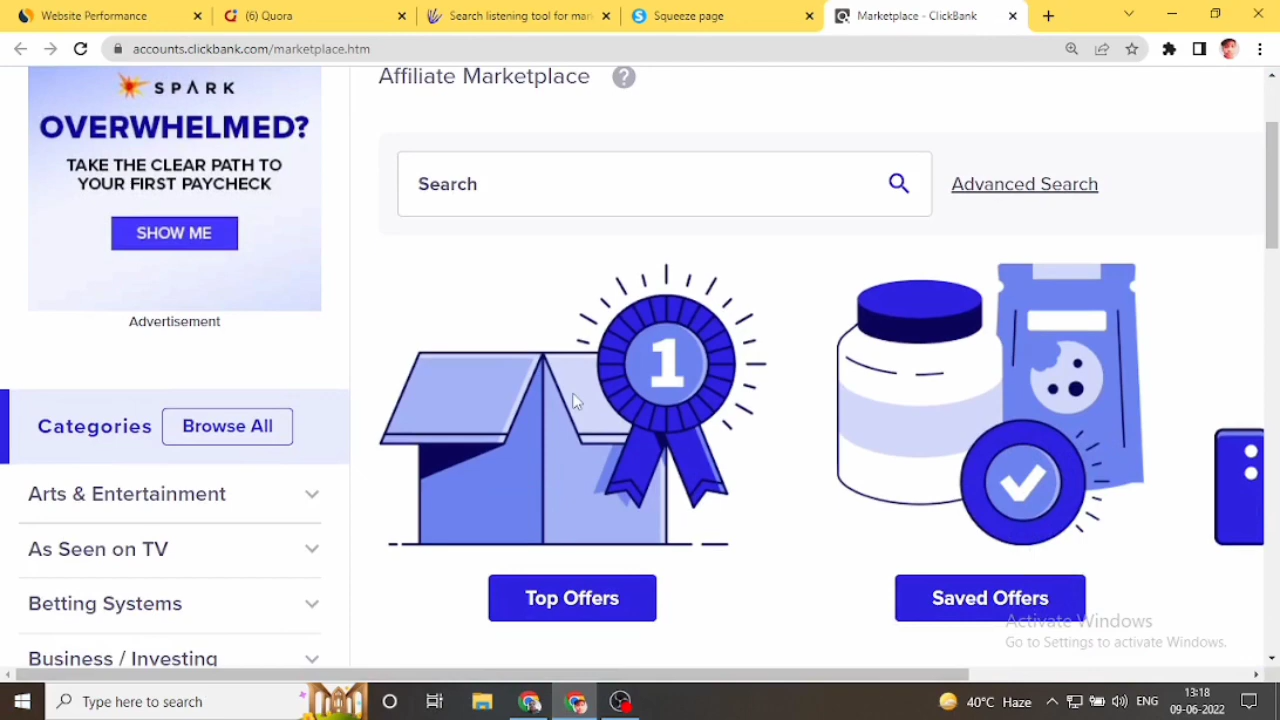 Website Performance
(6) Quora
Search listening tool for mar
Squeeze page
Marketplace - ClickBank
accounts.clickbank.com/marketplace.htm
SPARK
OVERWHELMED?
TAKE THE CLEAR PATH TO
YOUR FIRST PAYCHECK
SHOW ME
Advertisement
Affiliate Marketplace ?
Search
Advanced Search
1
Categories
Browse All
Arts & Entertainment
As Seen on TV
Betting Systems
Business / Investing
Top Offers
Saved Offers
Activate Windows
Go to Settings to activate Windows.
Type here to search
40°C Haze
ENG
13:18
09-06-2022